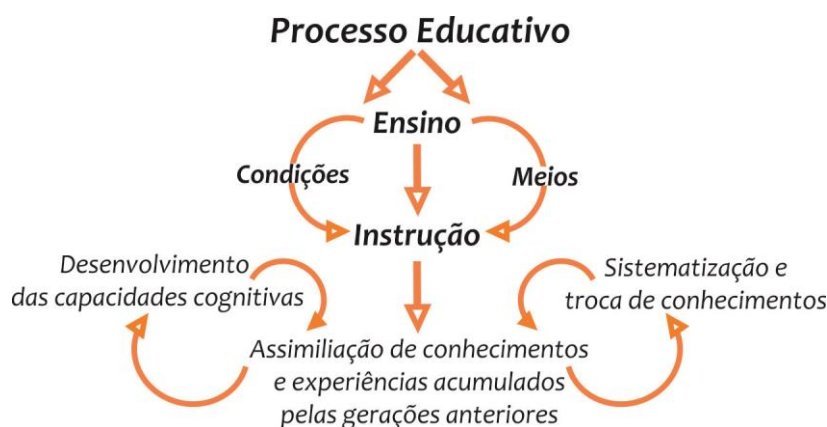 Processo Educativo
Ensino
Condições
Meios
Instrução
Desenvolvimento
das capacidades cognitivas
Sistematização e
troca de conhecimentos
Assimiliação de conhecimentos
e experiências acumulados
pelas gerações anteriores